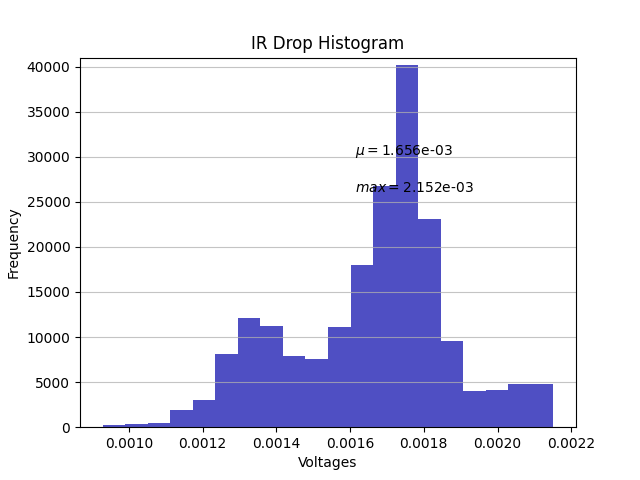 IR Drop Histogram
40000
35000
30000
25000
20000
15000
10000
5000
0
Frequency
μ = 1.656e-03
max = 2.152e-03
0.0010 0.0012 0.0014 0.0016 0.0018 0.0020 0.0022
Voltages